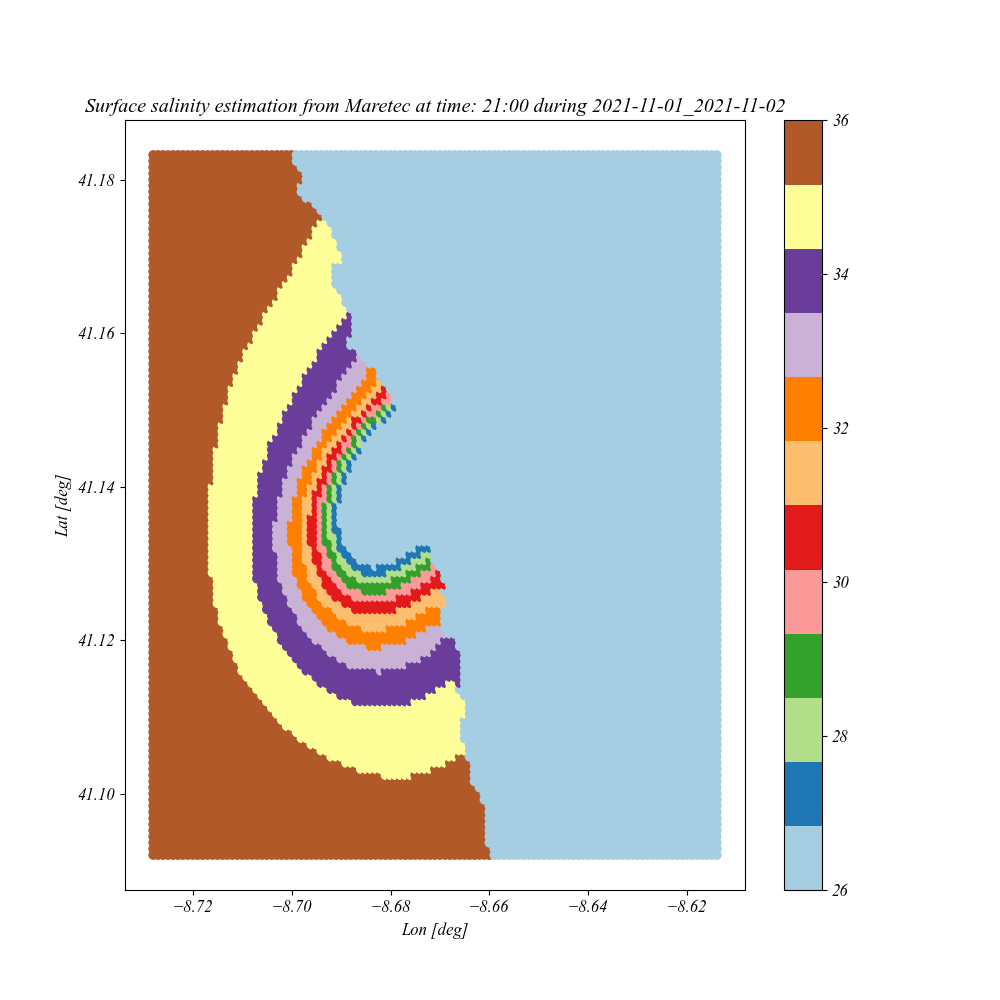 Surface salinity estimation from Maretec at time: 21:00 during 2021-11-01_2021-11-02
36
41.18
34
41.16
32
41.14
Lat [deg]
30
41.12
28
41.10
26
−8.72 −8.70 −8.68 −8.66 −8.64 −8.62
Lon [deg]